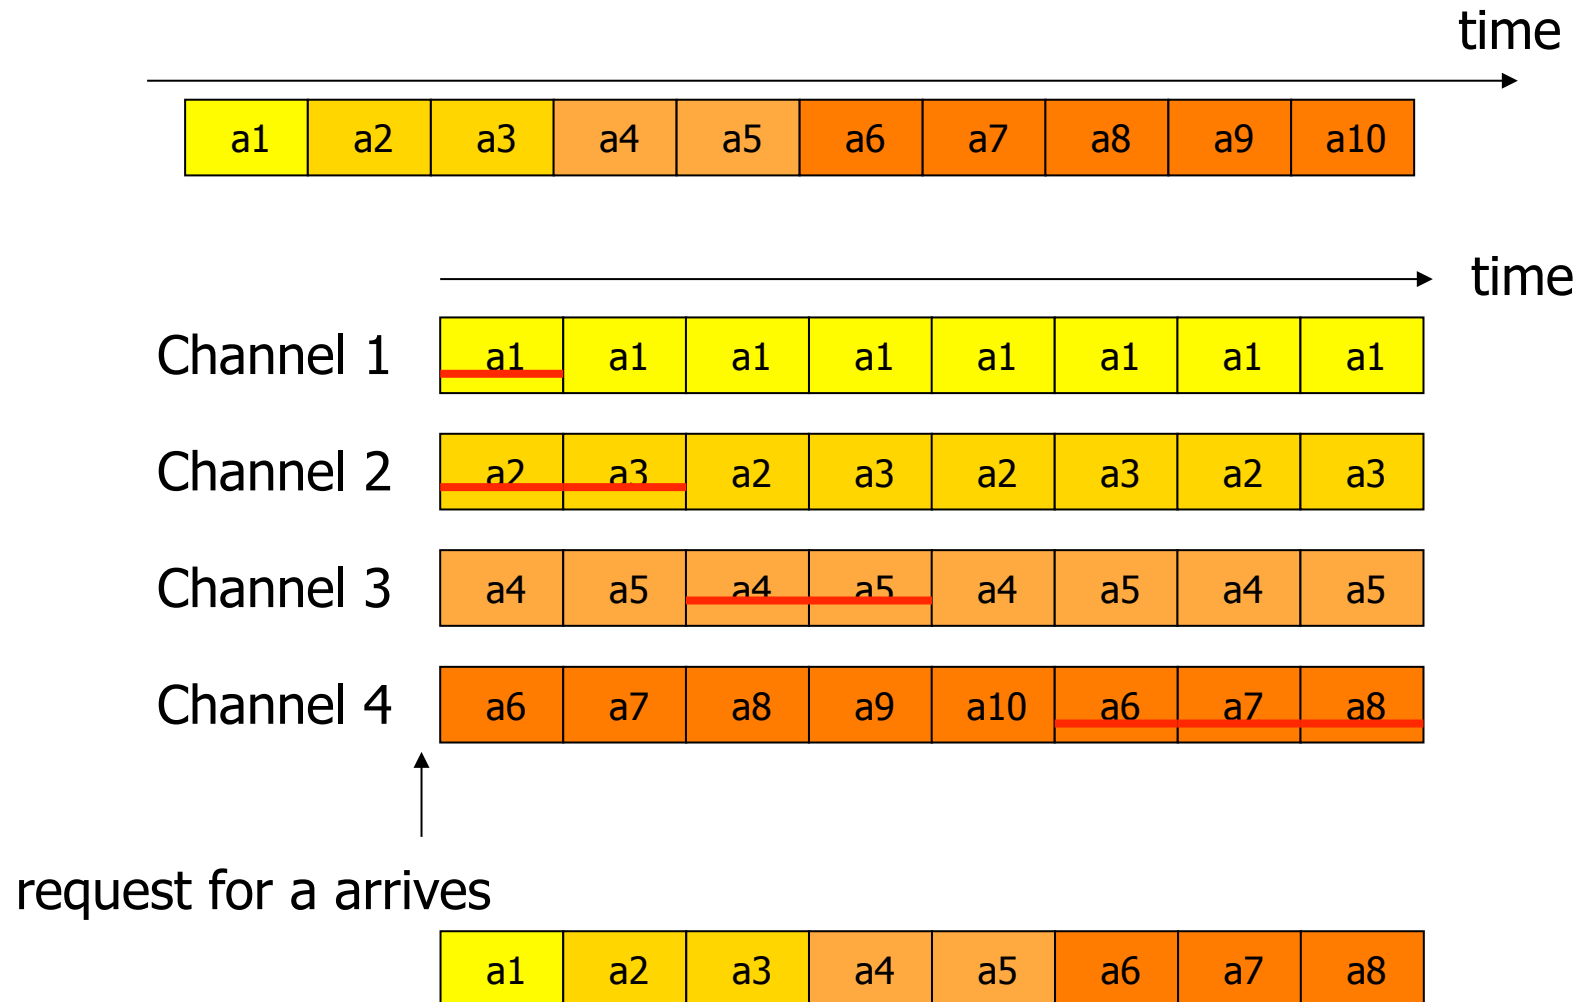 time
a1 a2 a3 a4 a5 a6 a7 a8 a9 a10
time
Channel 1 a1 a1 a1 a1 a1 a1 a1 a1
Channel 2 a2 a3 a2 a3 a2 a3 a2 a3
Channel 3 a4 a5 a4 a5 a4 a5 a4 a5
Channel 4 a6 a7 a8 a9 a10 a6 a7 a8
request for a arrives
a1 a2 a3 a4 a5 a6 a7 a8